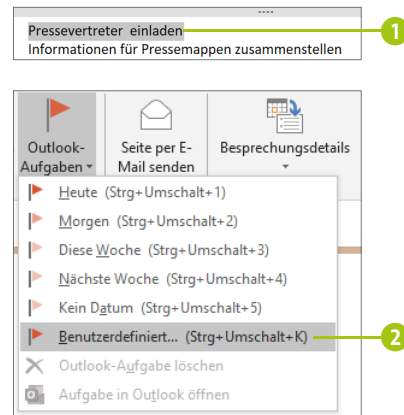 Pressevertreter einladen
1
Informationen für Pressemappen zusammenstellen
Outlook-
Aufgaben
Seite per E-
Mail senden
Besprechungsdetails
Heute (Strg+Umschalt+1)
Morgen (Strg+Umschalt+2)
Diese Woche (Strg+Umschalt+3)
Nächste Woche (Strg+Umschalt+4)
Kein Datum (Strg+Umschalt+5)
Benutzerdefiniert... (Strg+Umschalt+K)
2
Outlook-Aufgabe löschen
Aufgabe in Outlook öffnen